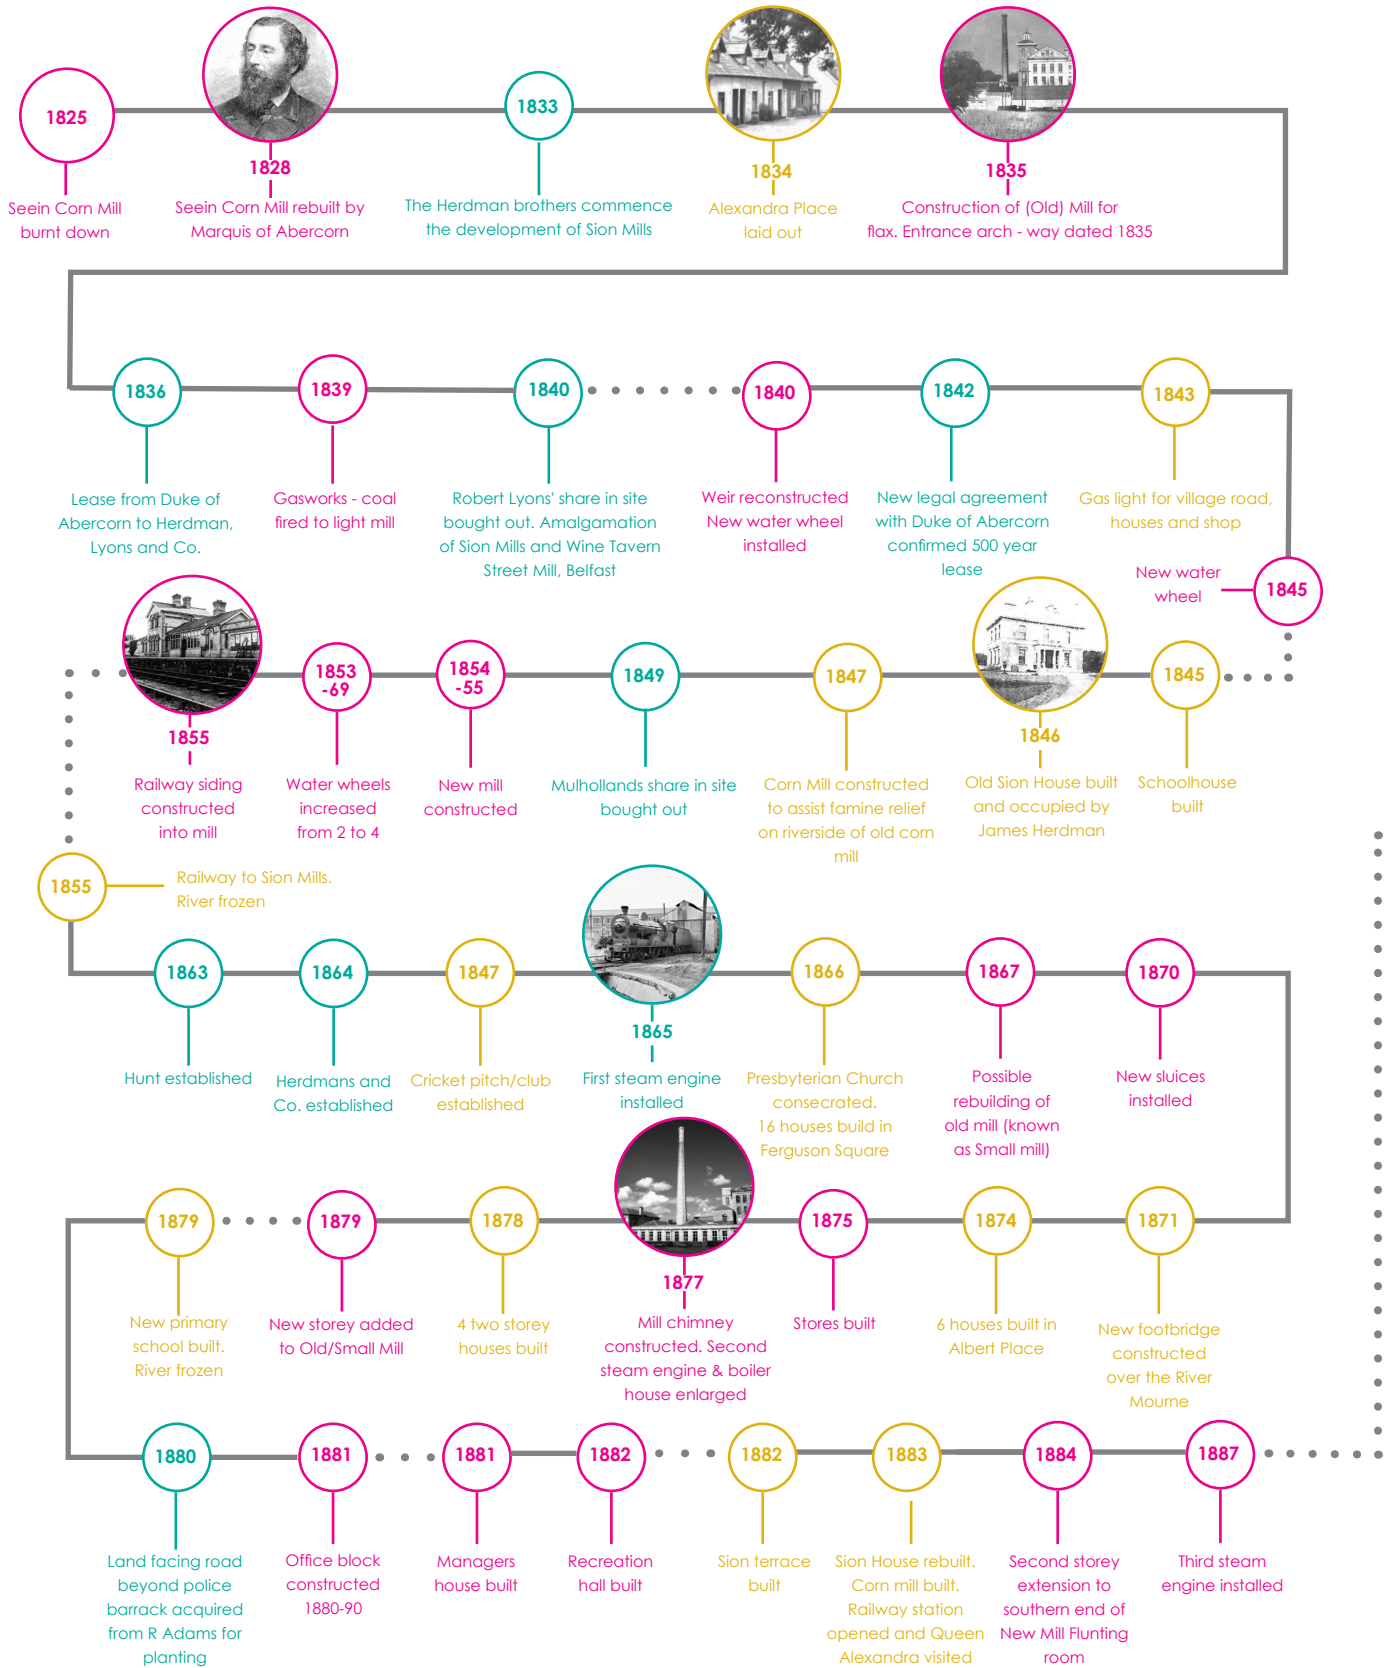 1825
Seein Corn Mill
burnt down
1828
Seein Corn Mill rebuilt by
Marquis of Abercorn
1833
The Herdman brothers commence
the development of Sion Mills
1834
Alexandra Place
laid out
1835
Construction of (Old) Mill for
flax. Entrance arch - way dated 1835
1836
Lease from Duke of
Abercorn to Herdman,
Lyons and Co.
1839
Gasworks - coal
fired to light mill
1840
Robert Lyons' share in site
bought out. Amalgamation
of Sion Mills and Wine Tavern
Street Mill, Belfast
1840
Weir reconstructed
New water wheel
installed
1842
New legal agreement
with Duke of Abercorn
confirmed 500 year
lease
1843
Gas light for village road,
houses and shop
1845
New water
wheel
1845
Schoolhouse
built
1846
Old Sion House built
and occupied by
James Herdman
1847
Corn Mill constructed
to assist famine relief
on riverside of old corn
mill
1849
Mulhollands share in site
bought out
1854
-55
New mill
constructed
1853
-69
Water wheels
increased
from 2 to 4
1855
Railway siding
constructed
into mill
1855
Railway to Sion Mills.
River frozen
1863
Hunt established
1864
Herdmans and
Co. established
1847
Cricket pitch/club
established
1865
First steam engine
installed
1866
Presbyterian Church
consecrated.
16 houses build in
Ferguson Square
1867
Possible
rebuilding of
old mill (known
as Small mill)
1870
New sluices
installed
1871
New footbridge
constructed
over the River
Mourne
1874
6 houses built in
Albert Place
1875
Stores built
1877
Mill chimney
constructed. Second
steam engine & boiler
house enlarged
1878
4 two storey
houses built
1879
New storey added
to Old/Small Mill
1879
New primary
school built.
River frozen
1880
Land facing road
beyond police
barrack acquired
from R Adams for
planting
1881
Office block
constructed
1880-90
1881
Managers
house built
1882
Recreation
hall built
1882
Sion terrace
built
1883
Sion House rebuilt.
Corn mill built.
Railway station
opened and Queen
Alexandra visited
1884
Second storey
extension to
southern end of
New Mill Flunting
room
1887
Third steam
engine installed